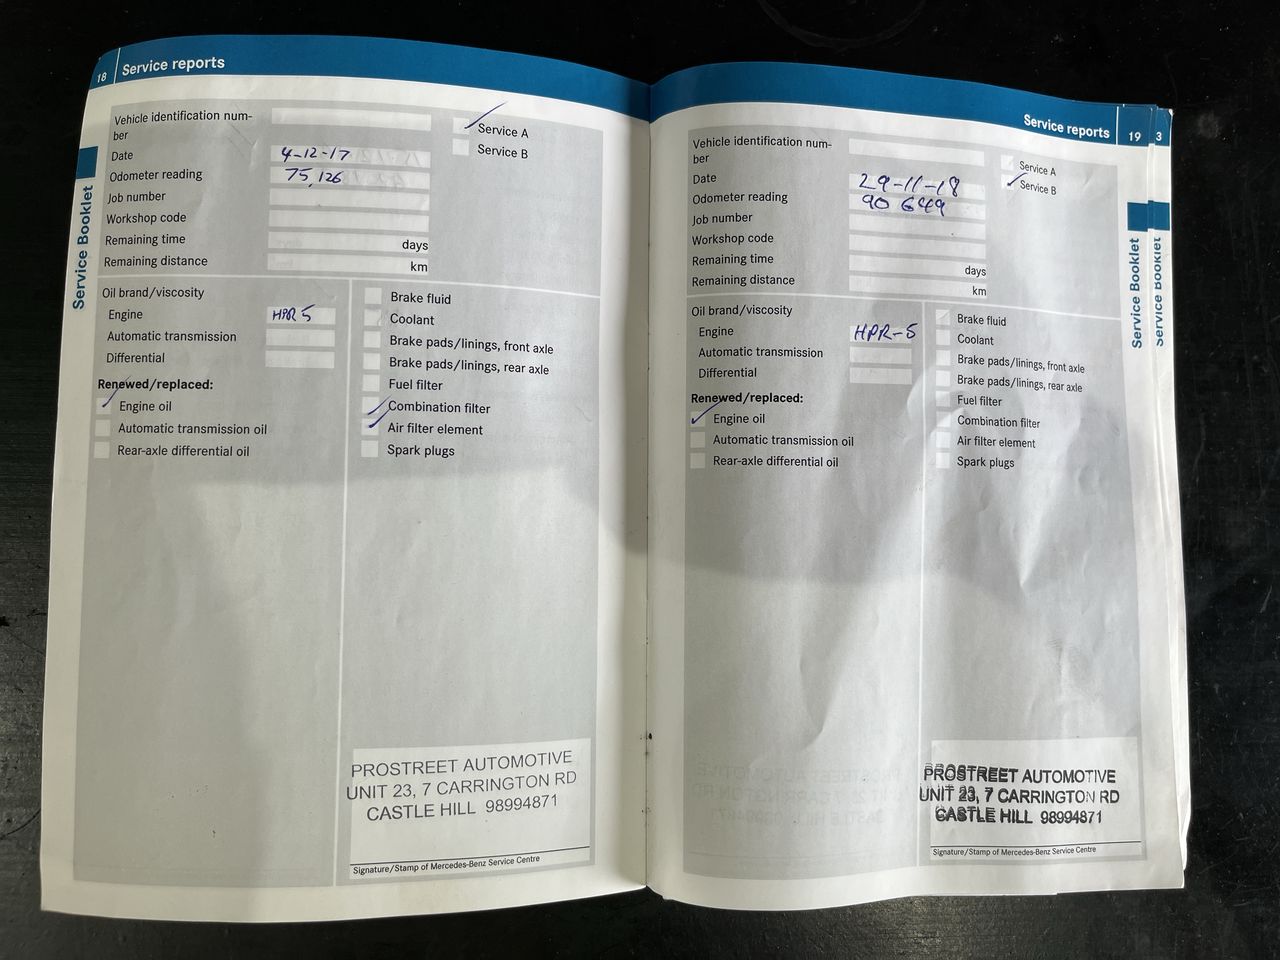 18 Service reports
Service Booklet
Vehicle identification num-
ber
Date 4-12-17
Odometer reading 75,126
Job number
Workshop code
Remaining time days
Remaining distance km
Service A
Service B
Oil brand/viscosity
Engine HPR 5
Automatic transmission
Differential
Renewed/replaced:
Engine oil
Automatic transmission oil
Rear-axle differential oil
Brake fluid
Coolant
Brake pads/linings, front axle
Brake pads/linings, rear axle
Fuel filter
Combination filter
Air filter element
Spark plugs
PROSTREET AUTOMOTIVE
UNIT 23, 7 CARRINGTON RD
CASTLE HILL 98994871
Signature/Stamp of Mercedes-Benz Service Centre
Service reports 19
Vehicle identification num-
ber
Date 29-11-18
Odometer reading 90 649
Job number
Workshop code
Remaining time days
Remaining distance km
Service A
Service B
Oil brand/viscosity
Engine HPR-5
Automatic transmission
Differential
Renewed/replaced:
Engine oil
Automatic transmission oil
Rear-axle differential oil
Brake fluid
Coolant
Brake pads/linings, front axle
Brake pads/linings, rear axle
Fuel filter
Combination filter
Air filter element
Spark plugs
PROSTREET AUTOMOTIVE
UNIT 23, 7 CARRINGTON RD
CASTLE HILL 98994871
Signature/Stamp of Mercedes-Benz Service Centre
Service Booklet
3
Service Booklet